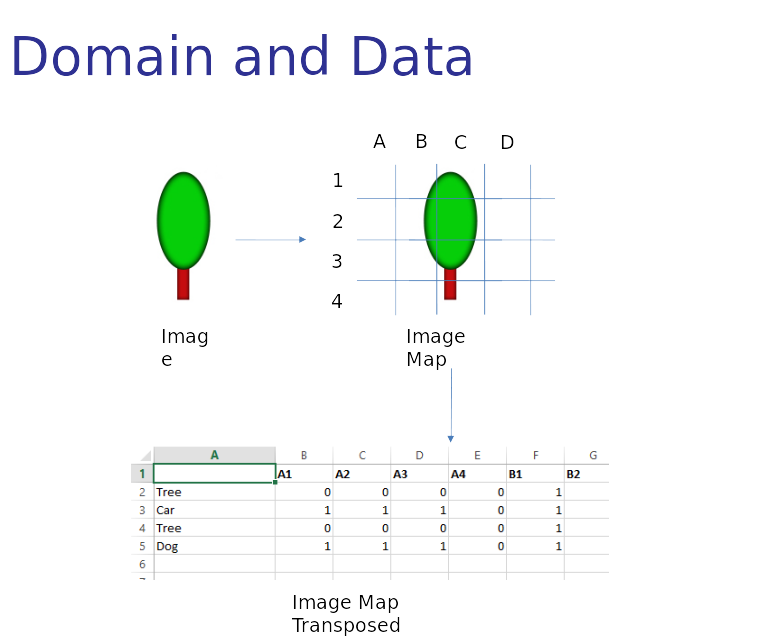 Domain and Data
A B C D
1
2
3
4
Imag
e
Image
Map
A B C D E F G
1 A1 A2 A3 A4 B1 B2
2 Tree 0 0 0 0 1
3 Car 1 1 1 0 1
4 Tree 0 0 0 0 1
5 Dog 1 1 1 0 1
6
Image Map
Transposed